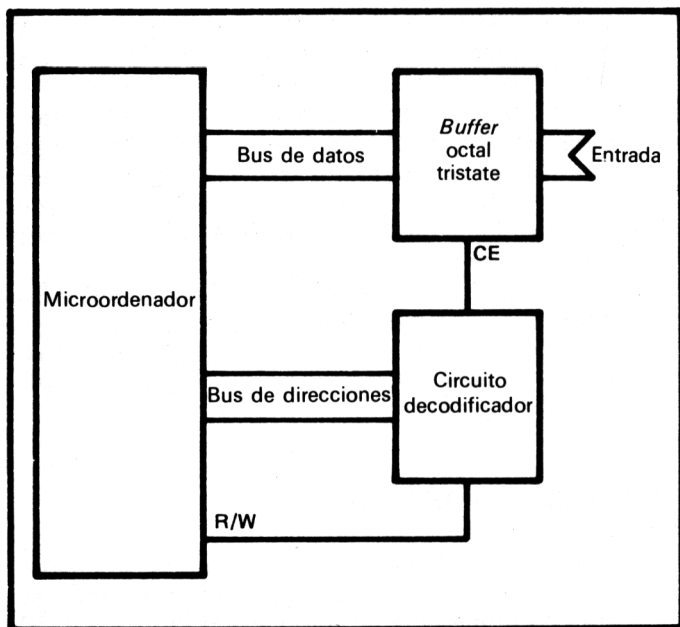 Buffer
octal
tristate
Bus de datos
Entrada
CE
Microordenador
Circuito
decodificador
Bus de direcciones
R/W